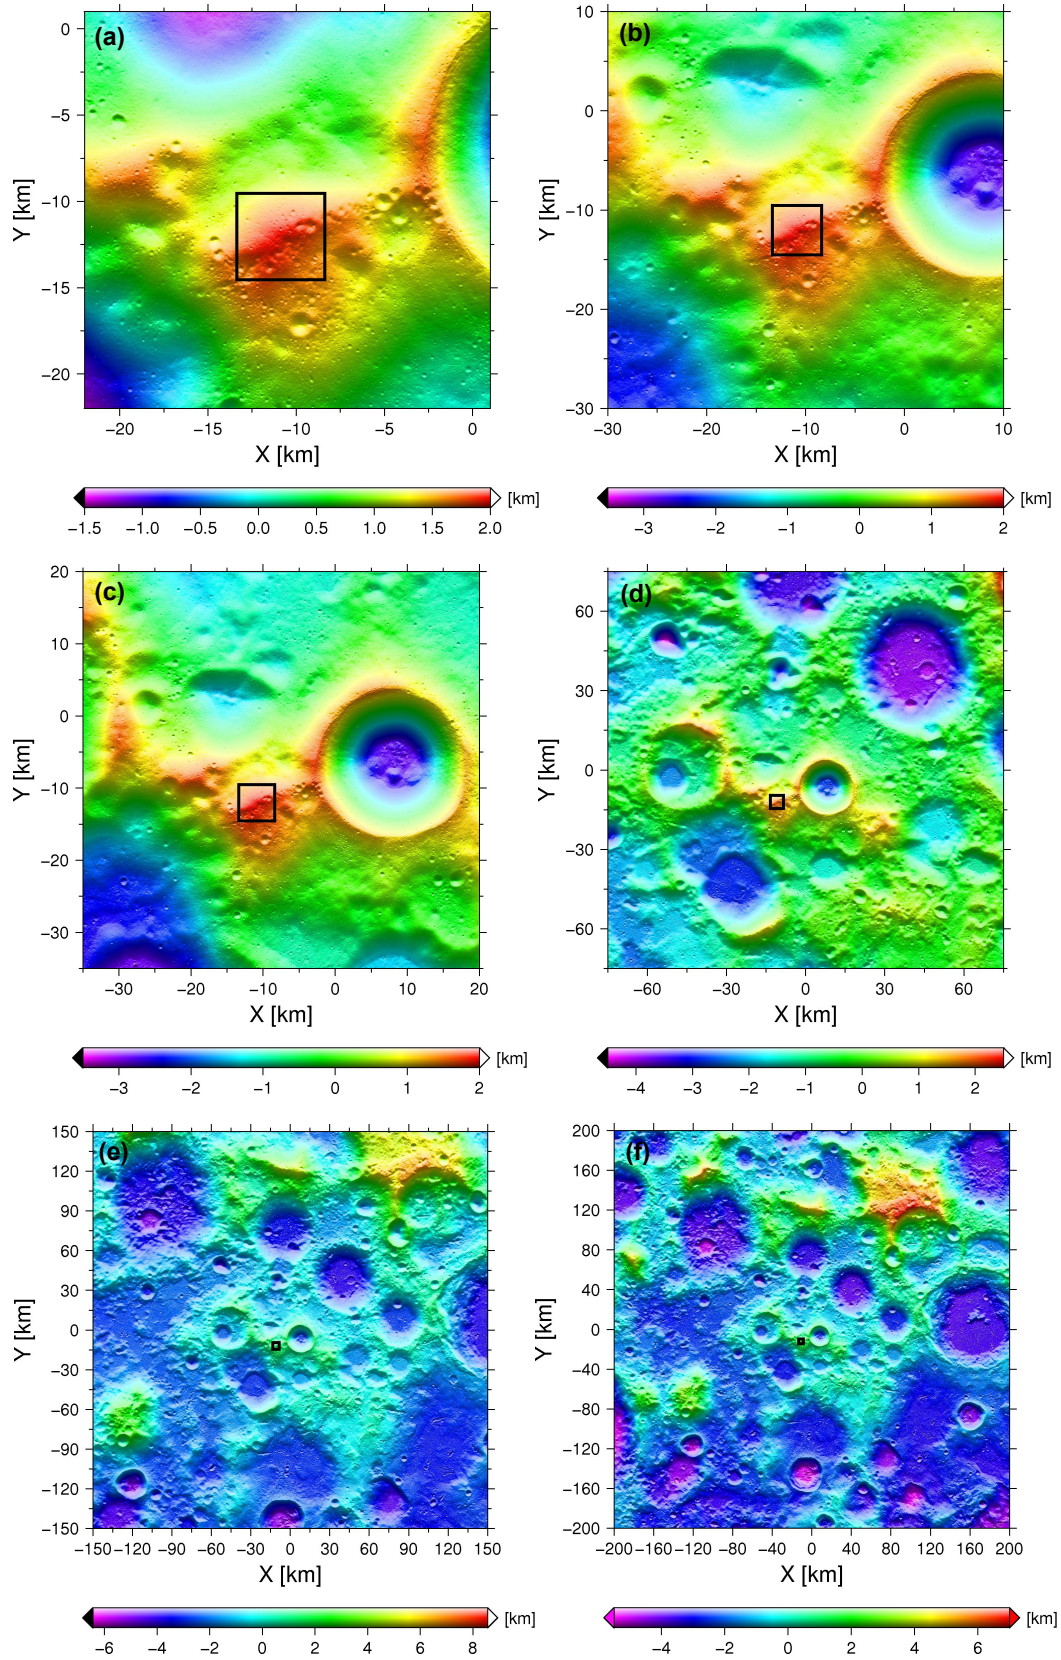 (a)
Y [km]
0
−5
−10
−15
−20
−20 −15 −10 −5 0
X [km]
[km]
−1.5 −1.0 −0.5 0.0 0.5 1.0 1.5 2.0
(b)
Y [km]
10
0
−10
−20
−30
−30 −20 −10 0 10
X [km]
[km]
−3 −2 −1 0 1 2
(c)
Y [km]
20
10
0
−10
−20
−30
−30 −20 −10 0 10 20
X [km]
[km]
−3 −2 −1 0 1 2
(d)
Y [km]
60
30
0
−30
−60
−60 −30 0 30 60
X [km]
[km]
−4 −3 −2 −1 0 1 2
(e)
Y [km]
150
120
90
60
30
0
−30
−60
−90
−120
−150
−150 −120 −90 −60 −30 0 30 60 90 120 150
X [km]
[km]
−6 −4 −2 0 2 4 6 8
(f)
Y [km]
200
160
120
80
40
0
−40
−80
−120
−160
−200
−200 −160 −120 −80 −40 0 40 80 120 160 200
X [km]
[km]
−4 −2 0 2 4 6